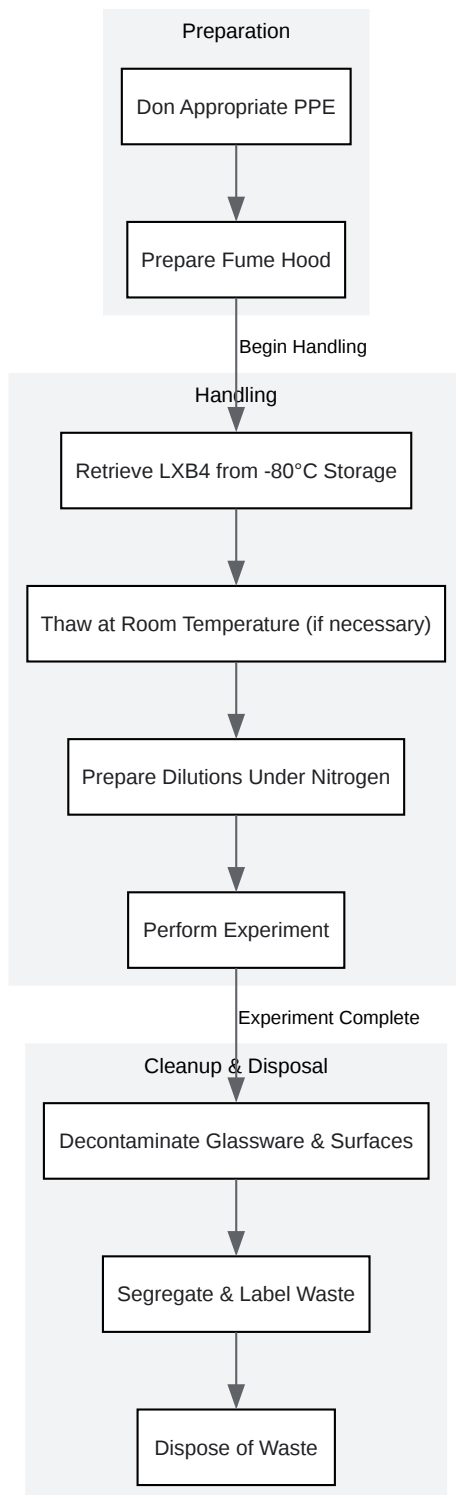 Preparation
Don Appropriate PPE
Prepare Fume Hood
Begin Handling
Handling
Retrieve LXB4 from -80°C Storage
Thaw at Room Temperature (if necessary)
Prepare Dilutions Under Nitrogen
Perform Experiment
Experiment Complete
Cleanup & Disposal
Decontaminate Glassware & Surfaces
Segregate & Label Waste
Dispose of Waste